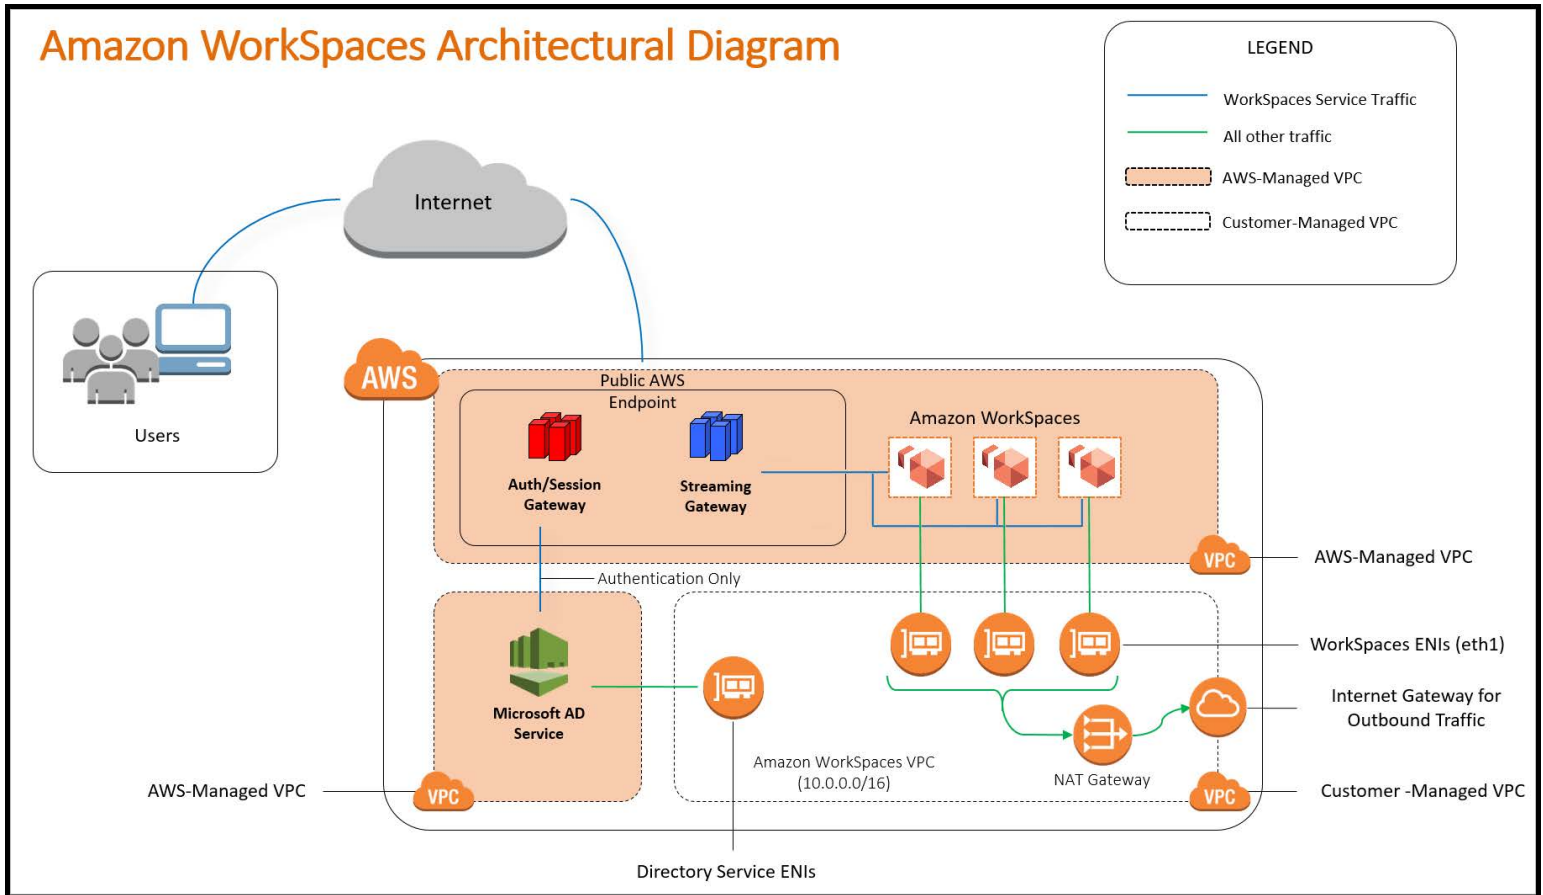 Amazon WorkSpaces Architectural Diagram
LEGEND
WorkSpaces Service Traffic
All other traffic
AWS-Managed VPC
Customer-Managed VPC
Internet
Users
AWS
Public AWS
Endpoint
Auth/Session
Gateway
Streaming
Gateway
Amazon WorkSpaces
VPC
AWS-Managed VPC
Authentication Only
Microsoft AD
Service
WorkSpaces ENIs (eth1)
Internet Gateway for
Outbound Traffic
Amazon WorkSpaces VPC
(10.0.0.0/16)
NAT Gateway
AWS-Managed VPC
VPC
VPC
Customer -Managed VPC
Directory Service ENIs